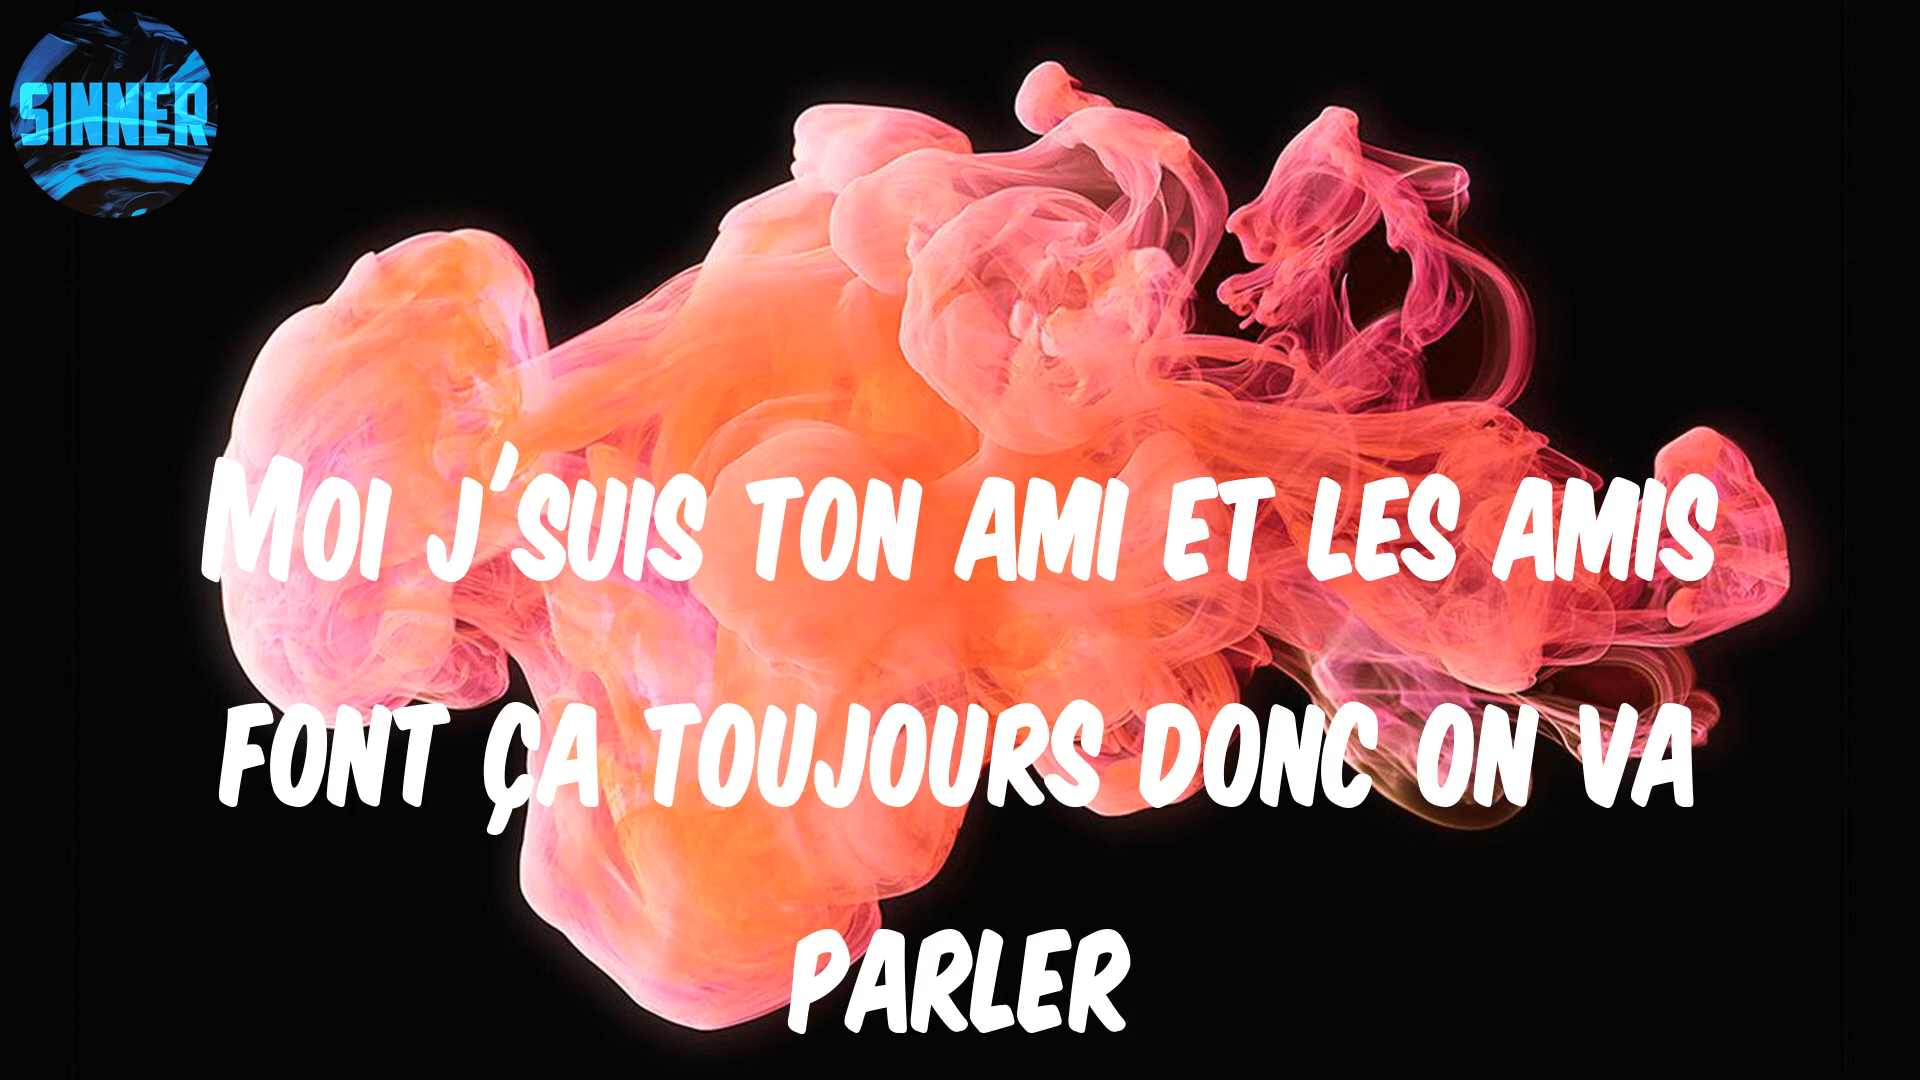 SINNER
Moi j'suis ton ami et les amis
font ça toujours donc on va
parler